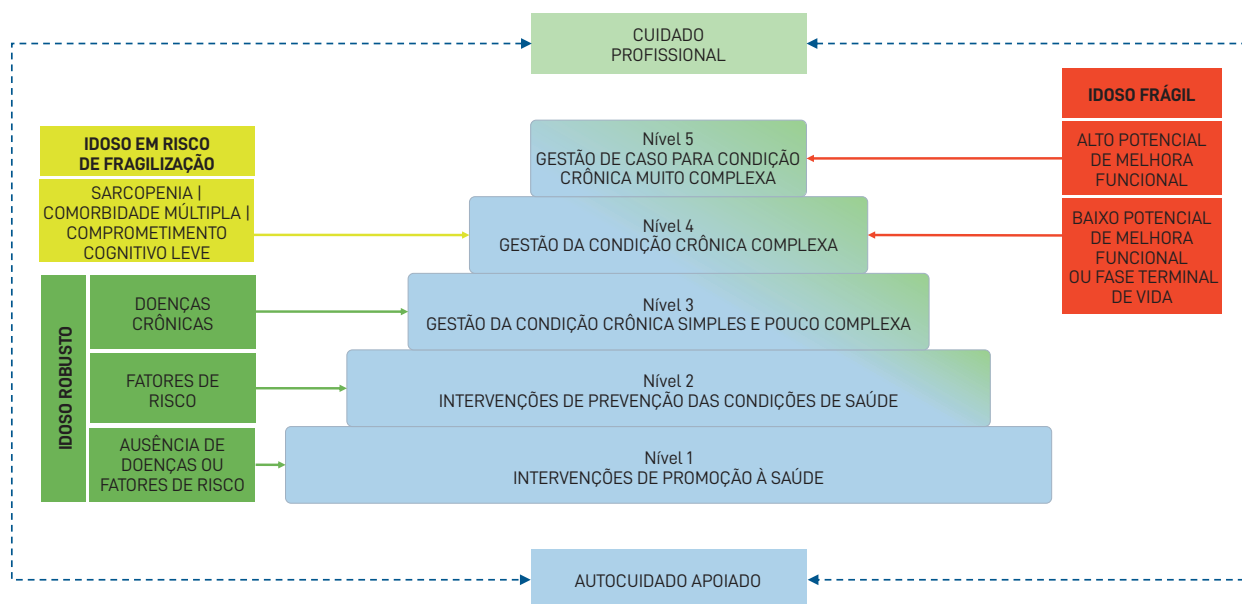 CUIDADO
PROFISSIONAL
IDOSO EM RISCO
DE FRAGILIZAÇÃO
SARCOPENIA |
COMORBIDADE MÚLTIPLA |
COMPROMETIMENTO
COGNITIVO LEVE
IDOSO ROBUSTO
DOENÇAS
CRÔNICAS
FATORES DE
RISCO
AUSÊNCIA DE
DOENÇAS OU
FATORES DE RISCO
Nível 5
GESTÃO DE CASO PARA CONDIÇÃO
CRÔNICA MUITO COMPLEXA
Nível 4
GESTÃO DA CONDIÇÃO CRÔNICA COMPLEXA
Nível 3
GESTÃO DA CONDIÇÃO CRÔNICA SIMPLES E POUCO COMPLEXA
Nível 2
INTERVENÇÕES DE PREVENÇÃO DAS CONDIÇÕES DE SAÚDE
Nível 1
INTERVENÇÕES DE PROMOÇÃO À SAÚDE
IDOSO FRÁGIL
ALTO POTENCIAL
DE MELHORA
FUNCIONAL
BAIXO POTENCIAL
DE MELHORA
FUNCIONAL
OU FASE TERMINAL
DE VIDA
AUTOCUIDADO APOIADO